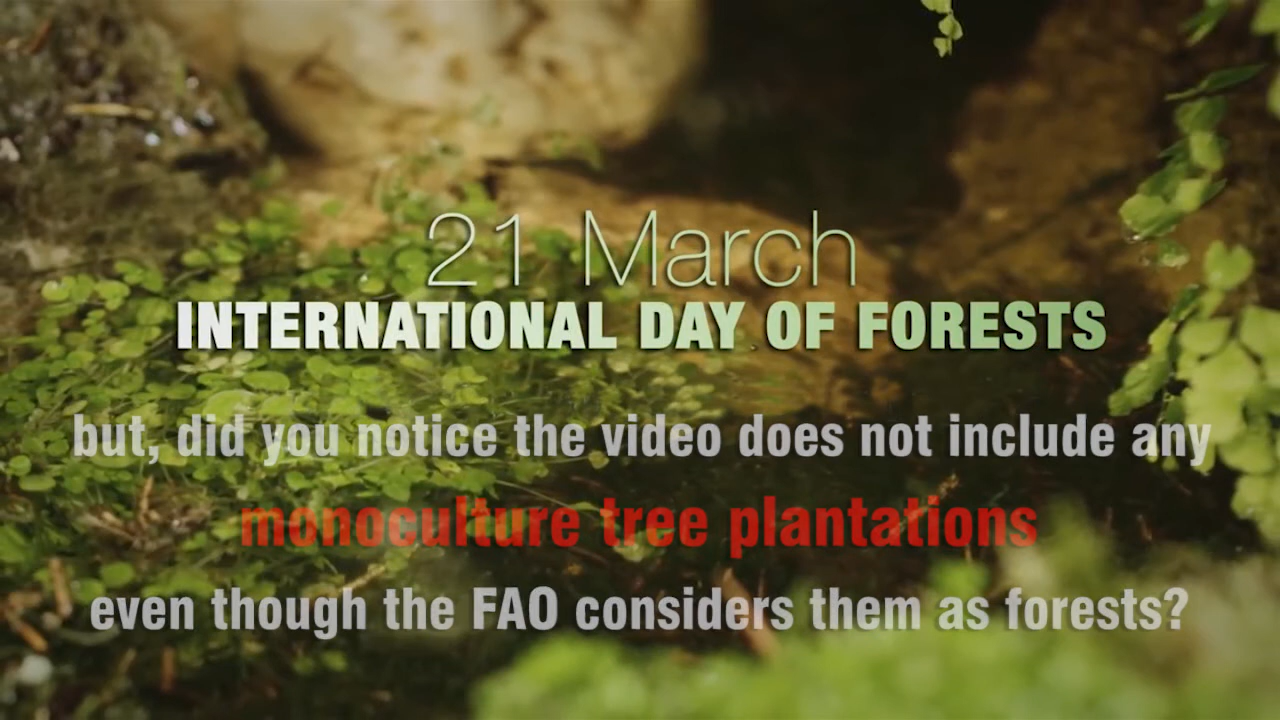 21 March
INTERNATIONAL DAY OF FORESTS
but, did you notice the video does not include any
monoculture tree plantations
even though the FAO considers them as forests?